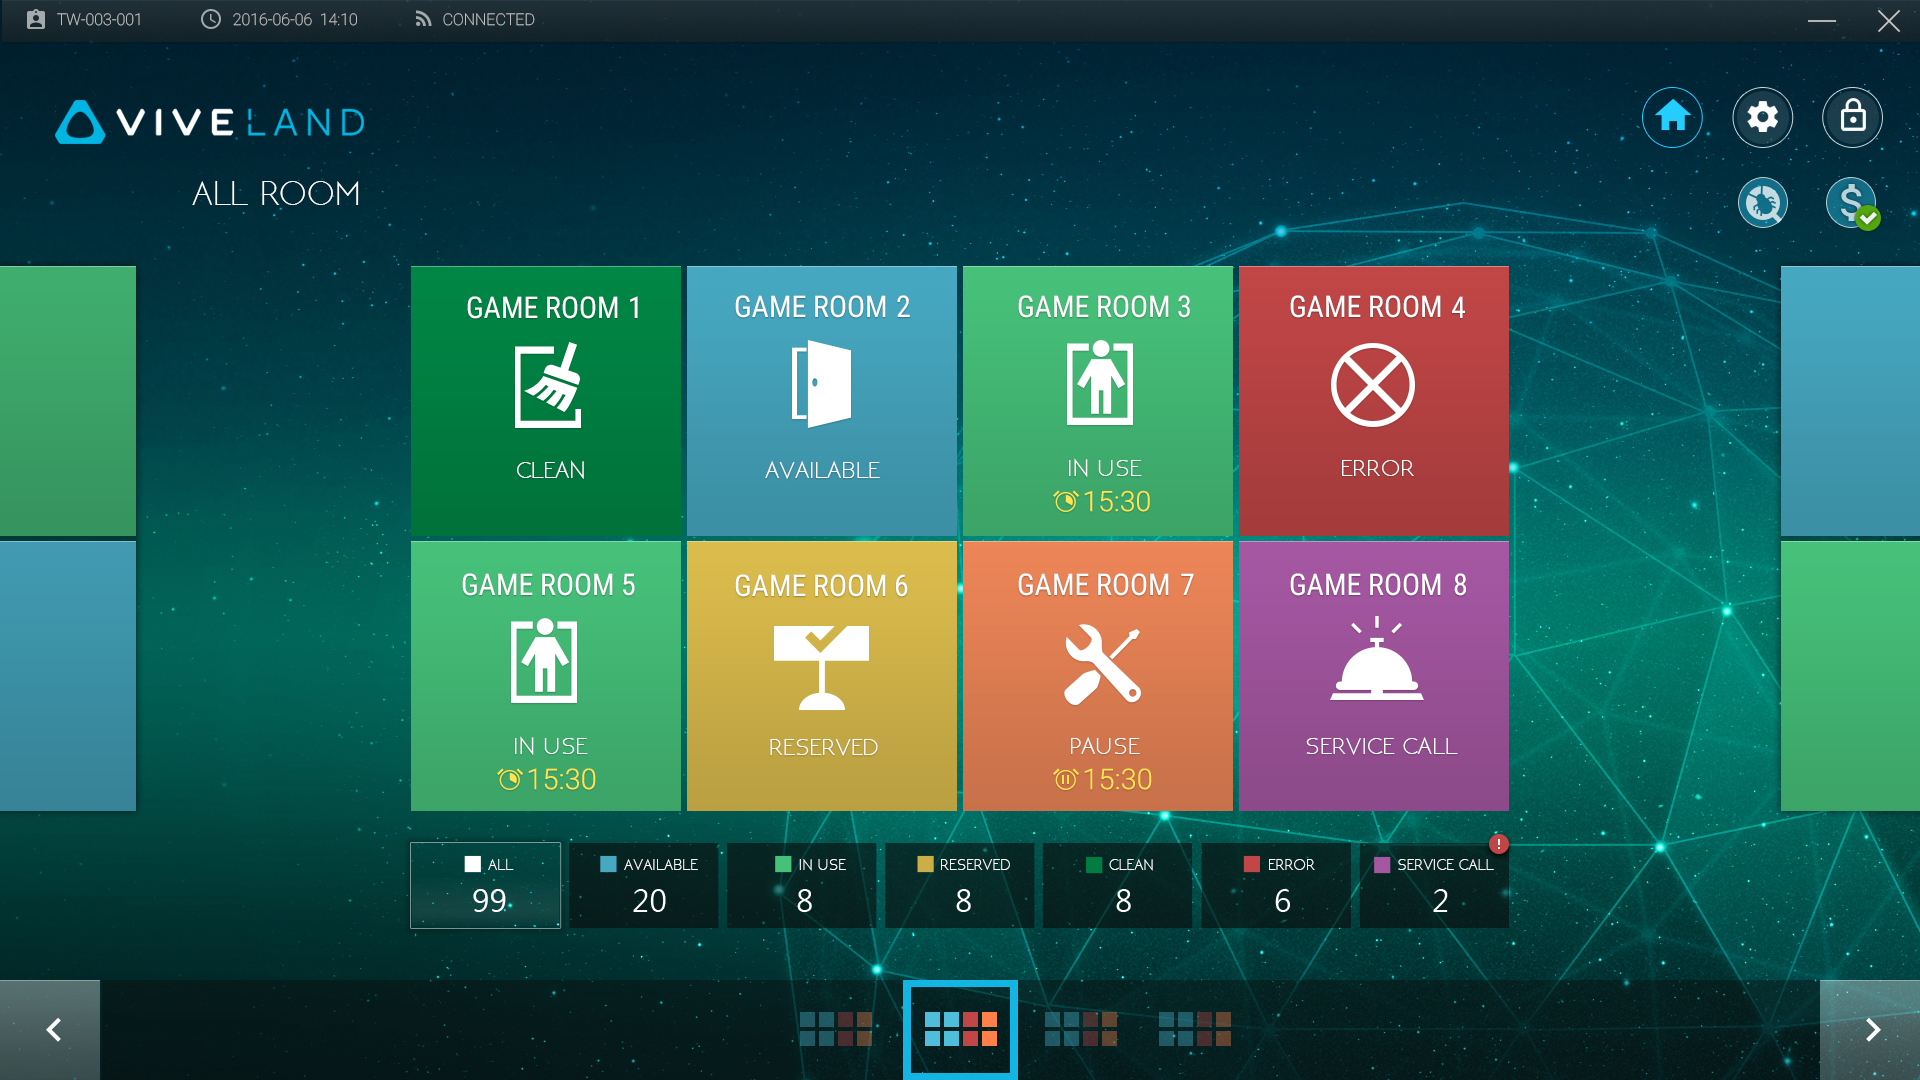 TW-003-001
2016-06-06 14:10
CONNECTED
VIVELAND
ALL ROOM
GAME ROOM 1
CLEAN
GAME ROOM 2
AVAILABLE
GAME ROOM 3
IN USE
15:30
GAME ROOM 4
ERROR
GAME ROOM 5
IN USE
15:30
GAME ROOM 6
RESERVED
GAME ROOM 7
PAUSE
15:30
GAME ROOM 8
SERVICE CALL
ALL
99
AVAILABLE
20
IN USE
8
RESERVED
8
CLEAN
8
ERROR
6
SERVICE CALL
2